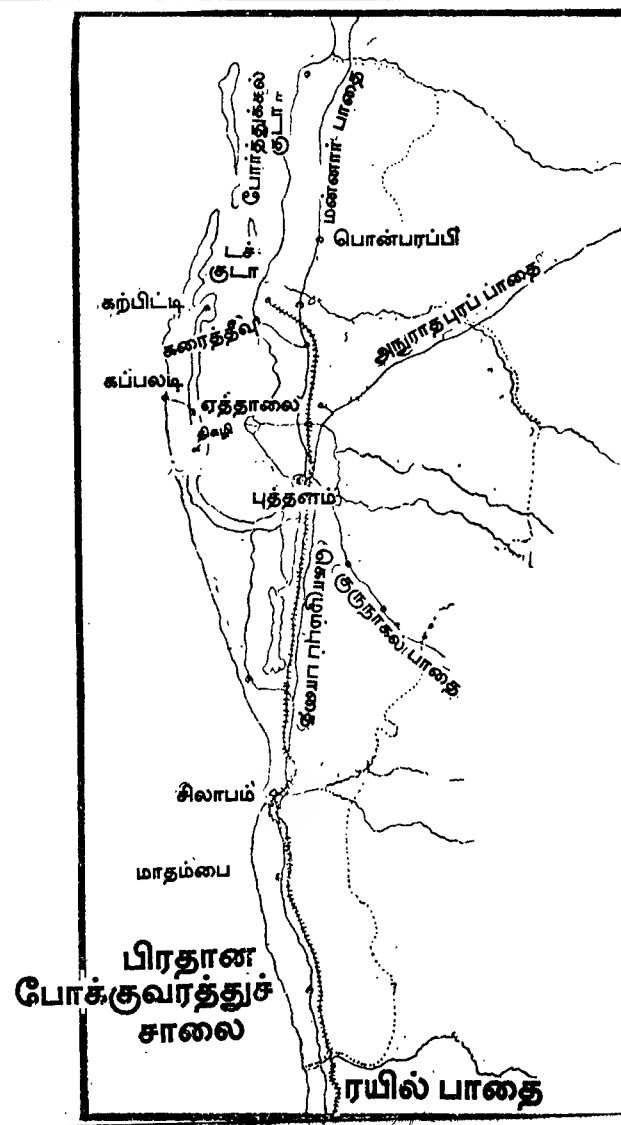 போர்த்துக்கல்
குடா
மன்னார் பாதை
பொன்பரப்பி
டச்
குடா
கற்பிட்டி
கரைத்தீவு
அநுராதபுரப் பாதை
கப்பலடி
ஏத்தாலை
திகழி
புத்தளம்
குருநாகல் பாதை
சிலாபம்
மாதம்பை
பிரதான
போக்குவரத்துச்
சாலை
ரயில் பாதை